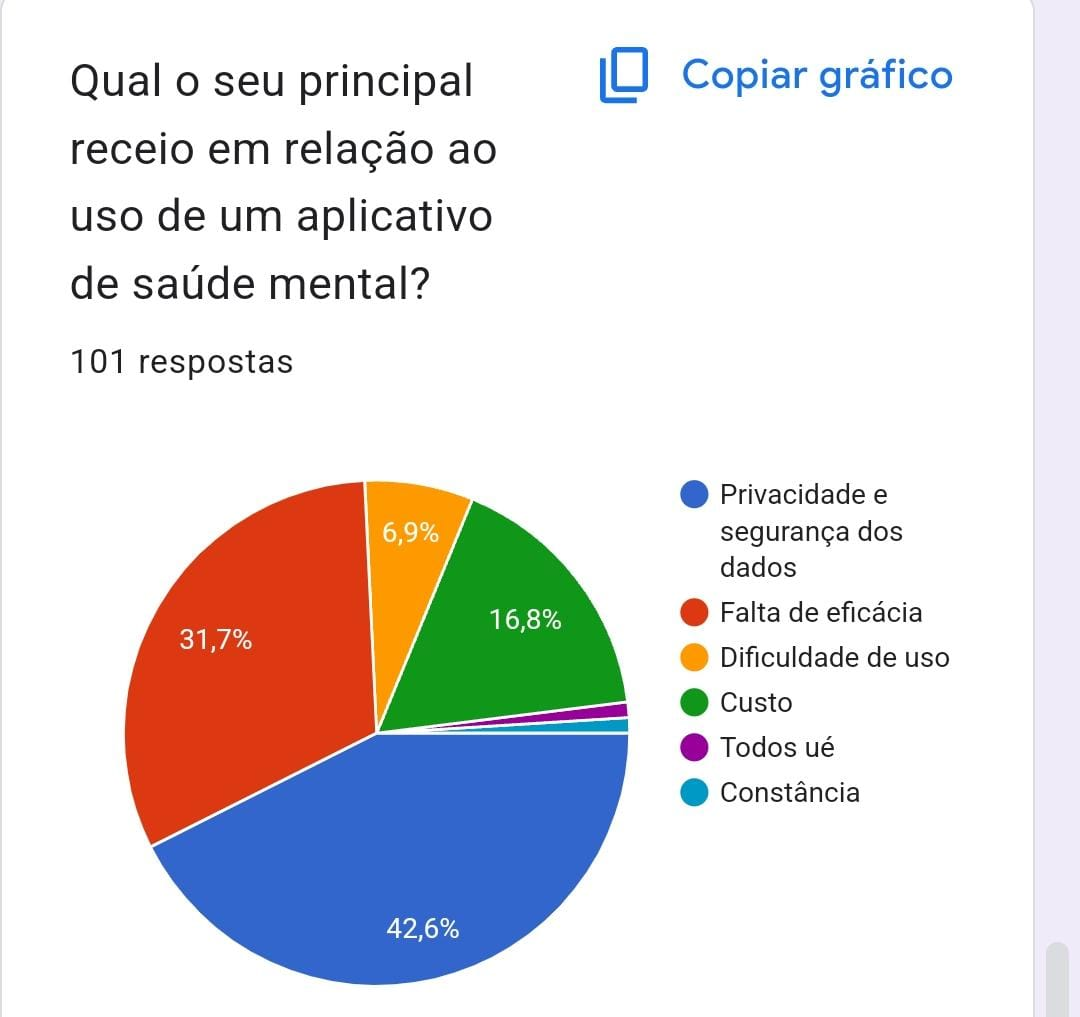 Qual o seu principal
receio em relação ao
uso de um aplicativo
de saúde mental?
Copiar gráfico
101 respostas
6,9%
16,8%
31,7%
42,6%
Privacidade e
segurança dos
dados
Falta de eficácia
Dificuldade de uso
Custo
Todos ué
Constância